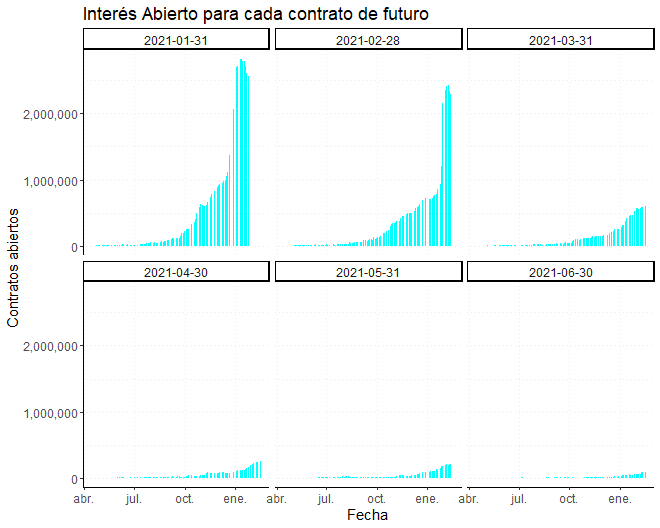 Interés Abierto para cada contrato de futuro
2021-01-31 2021-02-28 2021-03-31
2,000,000
1,000,000
0
Contratos abiertos
2021-04-30 2021-05-31 2021-06-30
2,000,000
1,000,000
0
abr. jul. oct. ene. abr. jul. oct. ene. abr. jul. oct. ene.
Fecha